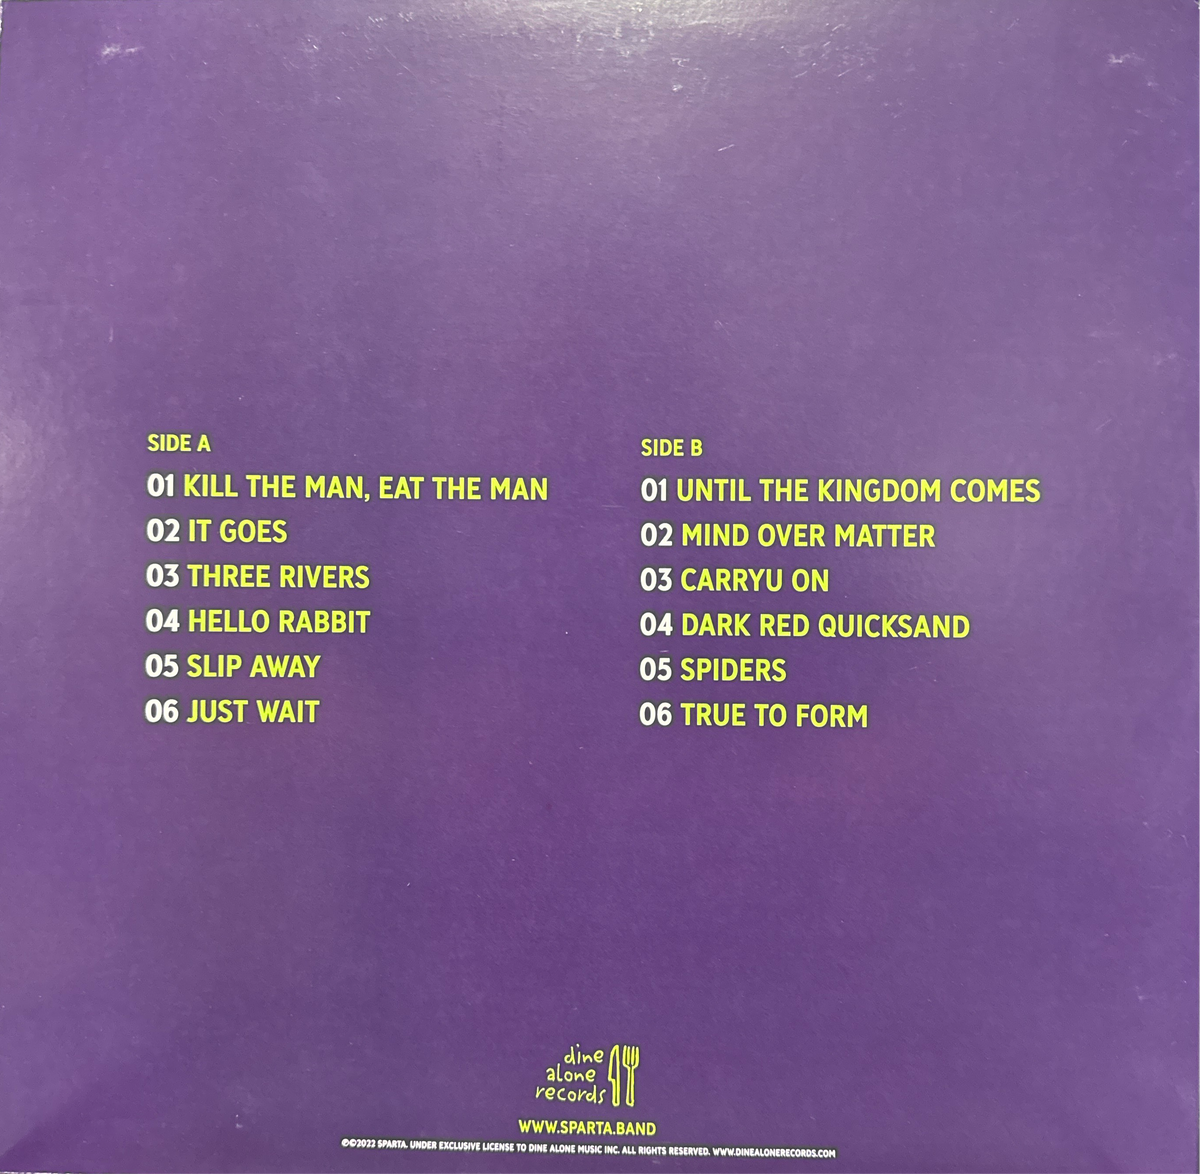 SIDE A
01 KILL THE MAN, EAT THE MAN
02 IT GOES
03 THREE RIVERS
04 HELLO RABBIT
05 SLIP AWAY
06 JUST WAIT
SIDE B
01 UNTIL THE KINGDOM COMES
02 MIND OVER MATTER
03 CARRYU ON
04 DARK RED QUICKSAND
05 SPIDERS
06 TRUE TO FORM
dine
alone
records
WWW.SPARTA.BAND
©©2022 SPARTA. UNDER EXCLUSIVE LICENSE TO DINE ALONE MUSIC INC. ALL RIGHTS RESERVED. WWW.DINEALONERECORDS.COM